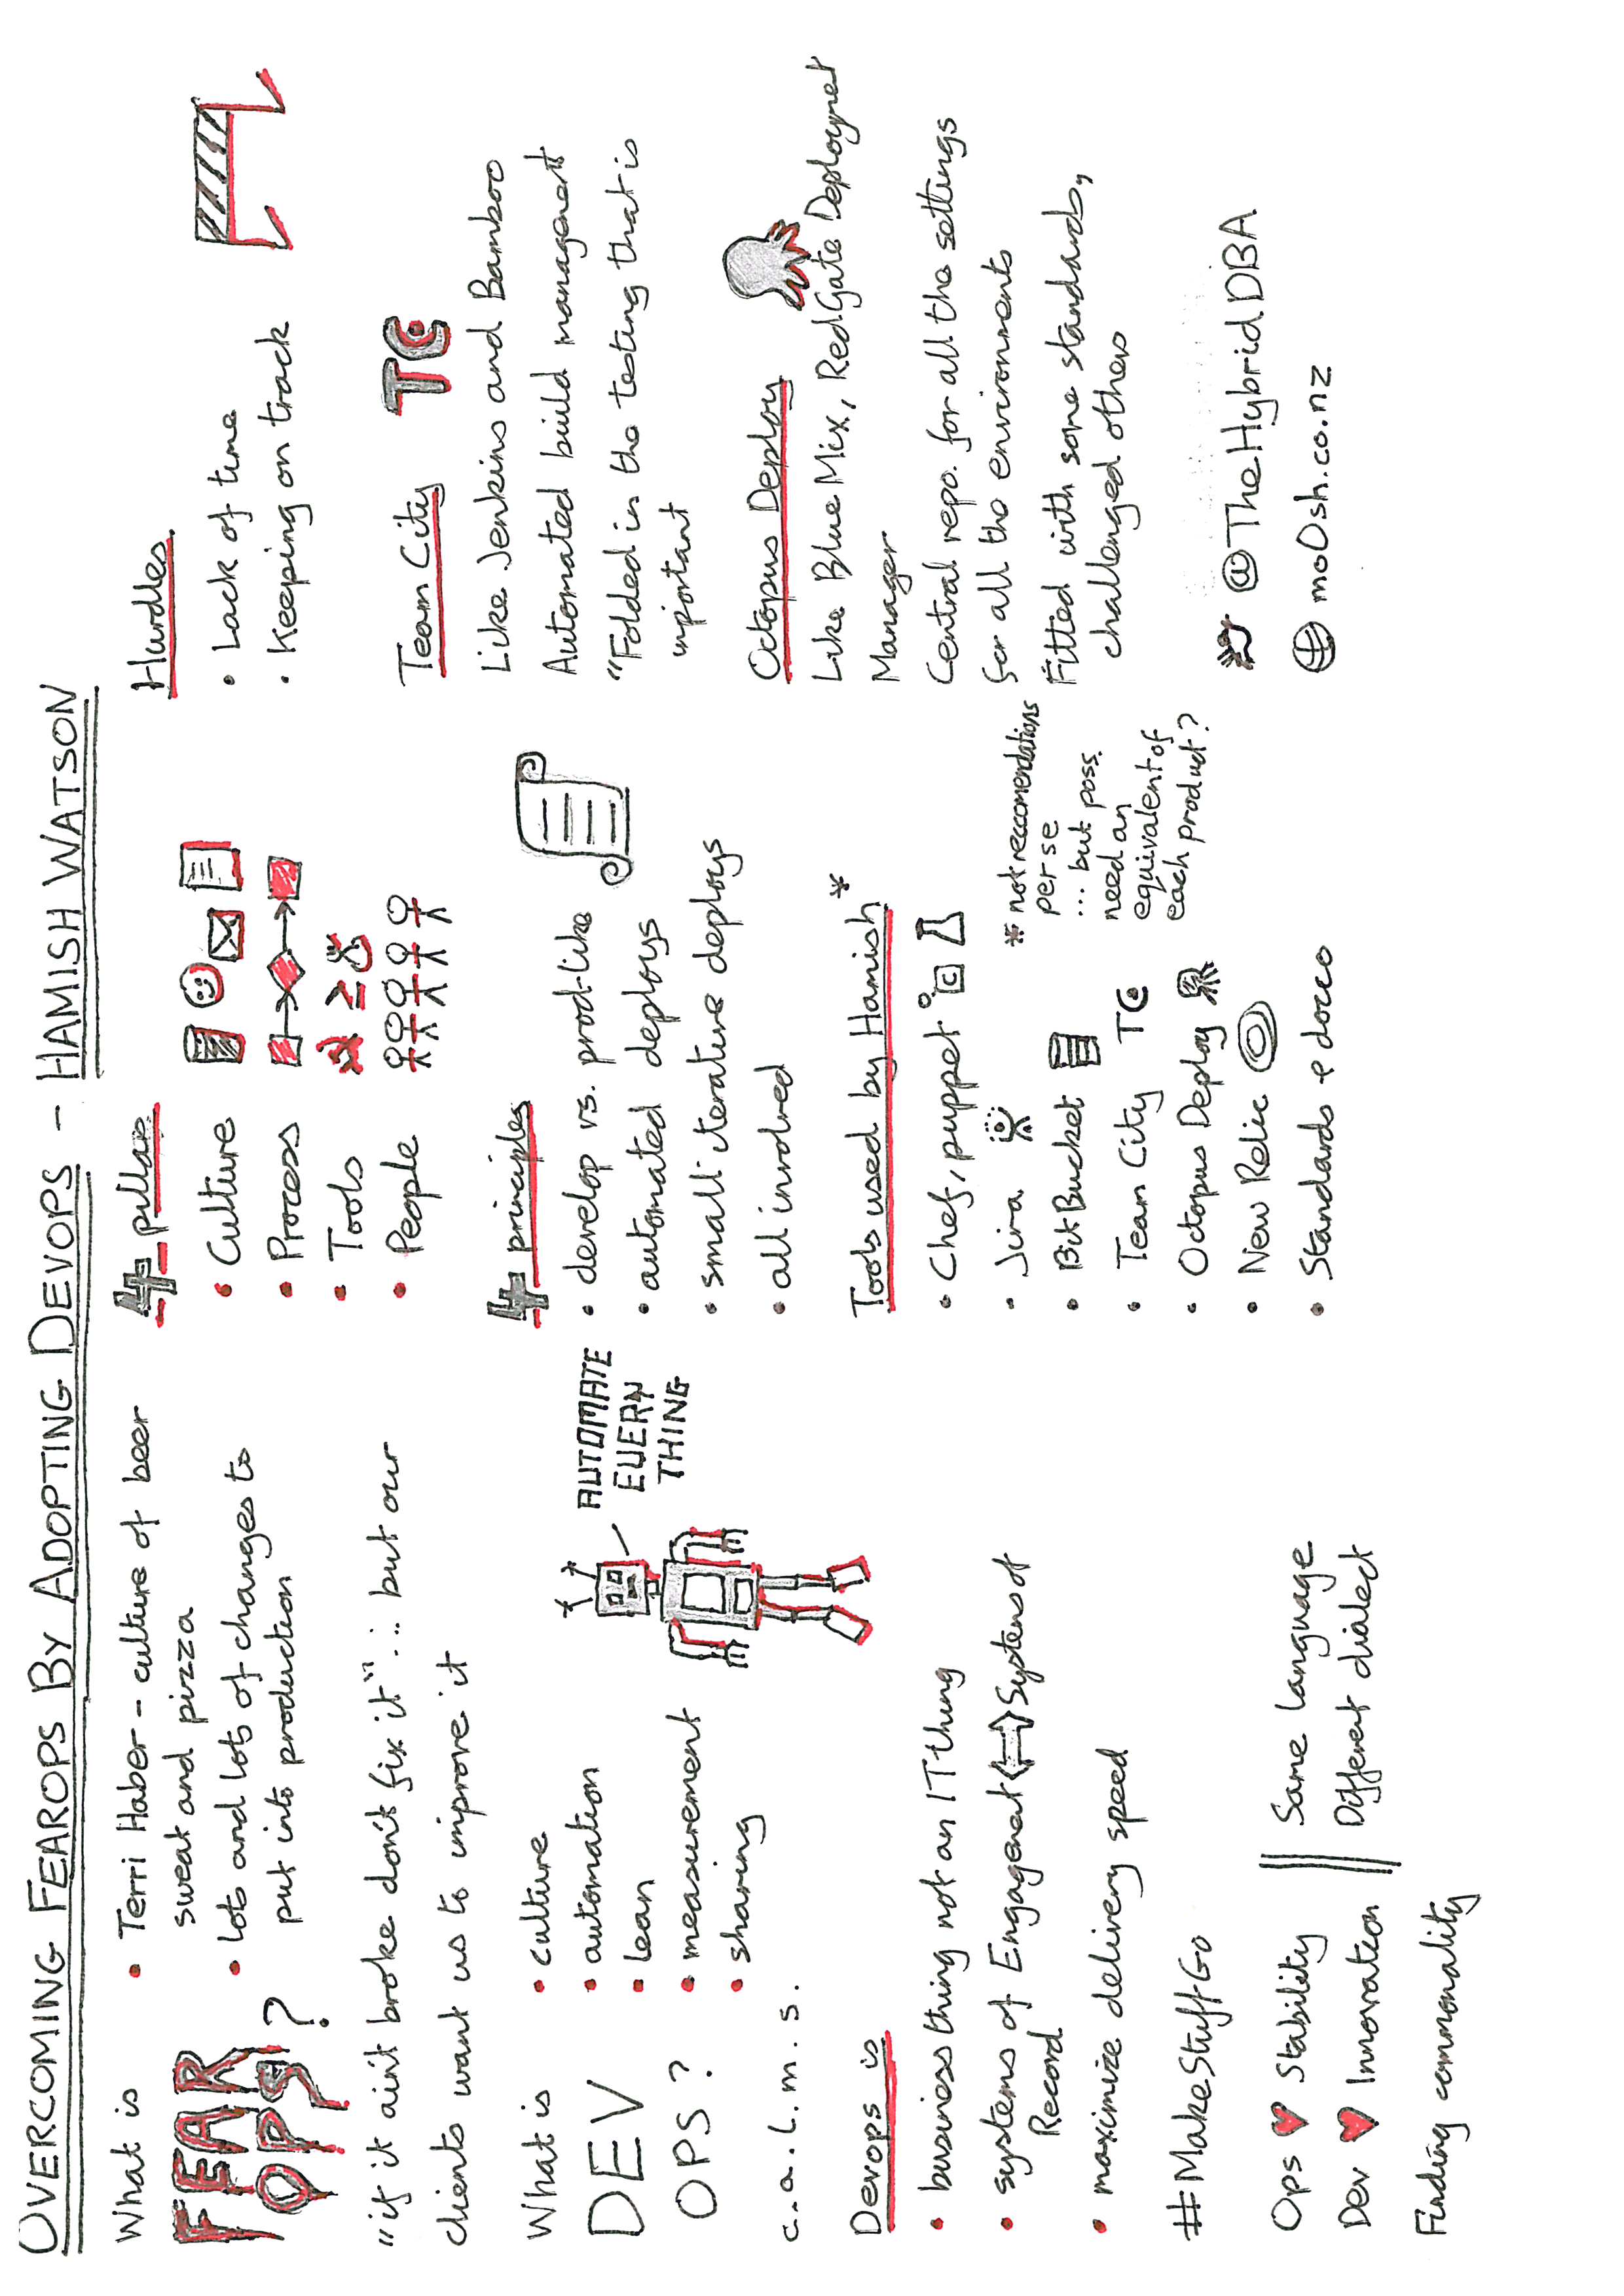 OVERCOMING FEAROPS BY ADOPTING DEVOPS - HAMISH WATSON
What is
FEAR
OPS?
• Terri Haber - culture of beer
sweat and pizza
• lots and lots of changes to
put into production
"if it ain't broke don't fix it" ∴ but our
clients want us to improve it
What is
DEV
OPS?
• culture
• automation
• lean
• measurement
• sharing
c.a.l.m.s.
AUTOMATE
EVERY
THING
Devops is
• business thing not an IT thing
• systems of Engagement ⟺ Systems of
Record
• maximize delivery speed
#MakeStuffGo
Ops ♥ Stability
Dev ♥ Innovation
Same language
Different dialect
Finding commonality
4 pillars
• Culture
• Process
• Tools
• People
4 principles
• develop vs. prod-like
• automated deploys
• small iterature deploys
• all involved
Tools used by Hamish*
• Chef, puppet
C
• Jira
• BitBucket
• Team City TC
• Octopus Deploy
• New Relic
• Standards & docco
* not reccomendations
per se
... but poss.
need an
equivalent of
each product?
Hurdles
• Lack of time
• Keeping on track
Team City TC
Like Jenkins and Bamboo
Automated build management
"Folded in the testing that is
important
Octopus Deploy
Like BlueMix, RedGate Deploymet
Manager
Central repo. for all the settings
for all the environments
Fitted with some standards,
challenged others
@TheHybridDBA
mo0sh.co.nz